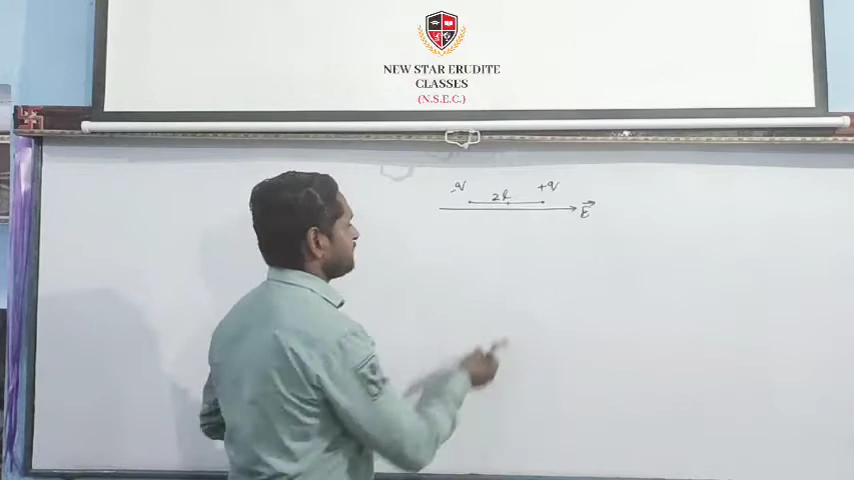 NEW STAR ERUDITE
CLASSES
(N.S.E.C.)
-q 2l +q
E